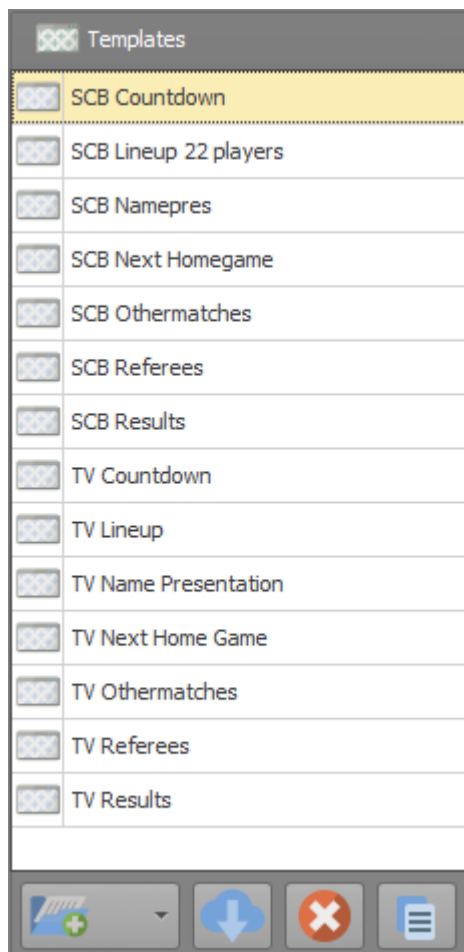 Templates
SCB Countdown
SCB Lineup 22 players
SCB Namepres
SCB Next Homegame
SCB Othermatches
SCB Referees
SCB Results
TV Countdown
TV Lineup
TV Name Presentation
TV Next Home Game
TV Othermatches
TV Referees
TV Results